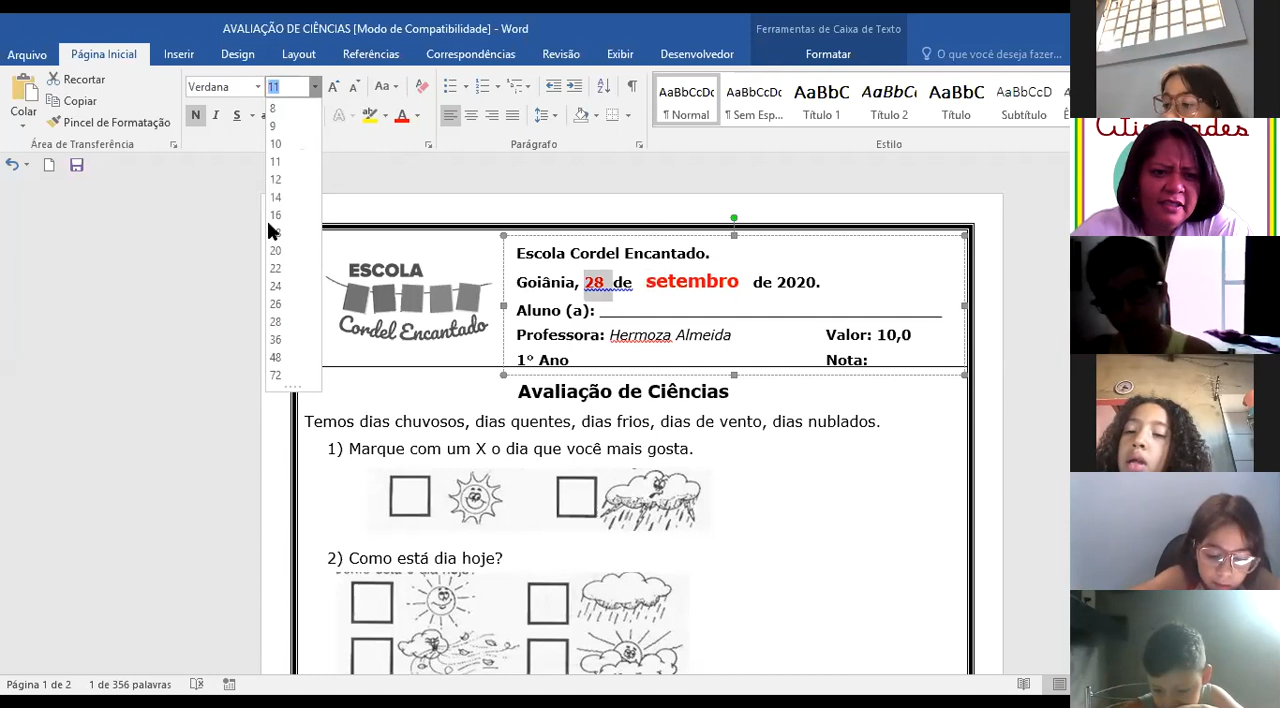 AVALIAÇÃO DE CIÊNCIAS [Modo de Compatibilidade] - Word
Ferramentas de Caixa de Texto
Arquivo
Página Inicial
Inserir
Design
Layout
Referências
Correspondências
Revisão
Exibir
Desenvolvedor
Formatar
O que você deseja fazer...
Colar
Recortar
Copiar
Pincel de Formatação
Área de Transferência
Verdana
11
N I S
Parágrafo
AaBbCcDc
¶ Normal
AaBbCcDc
¶ Sem Esp...
AaBbC
Título 1
AaBbCc
Título 2
AaBbC
Título
AaBbCcD
Subtítulo
Estilo
8
9
10
11
12
14
16
20
22
24
26
28
36
48
72
ESCOLA
Cordel Encantado
Escola Cordel Encantado.
Goiânia, 28 de setembro de 2020.
Aluno (a): ________________________________________
Professora: Hermoza Almeida Valor: 10,0
1° Ano Nota:
Avaliação de Ciências
Temos dias chuvosos, dias quentes, dias frios, dias de vento, dias nublados.
1) Marque com um X o dia que você mais gosta.
2) Como está dia hoje?
Página 1 de 2
1 de 356 palavras
Atividades